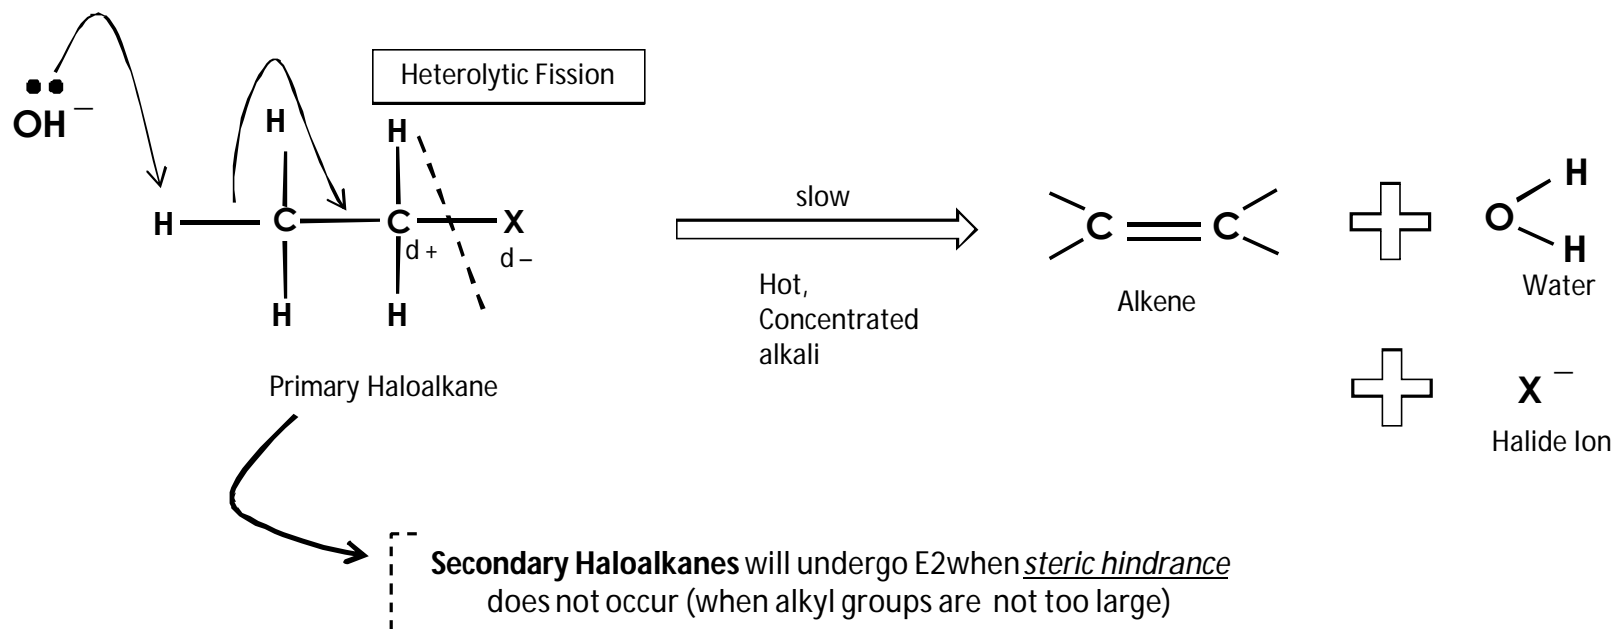 Heterolytic Fission
OH –
H H
H C C X
d + d –
H H
Primary Haloalkane
slow
Hot,
Concentrated
alkali
C C
Alkene
H
O
H
Water
X –
Halide Ion
Secondary Haloalkanes will undergo E2when steric hindrance
does not occur (when alkyl groups are not too large)